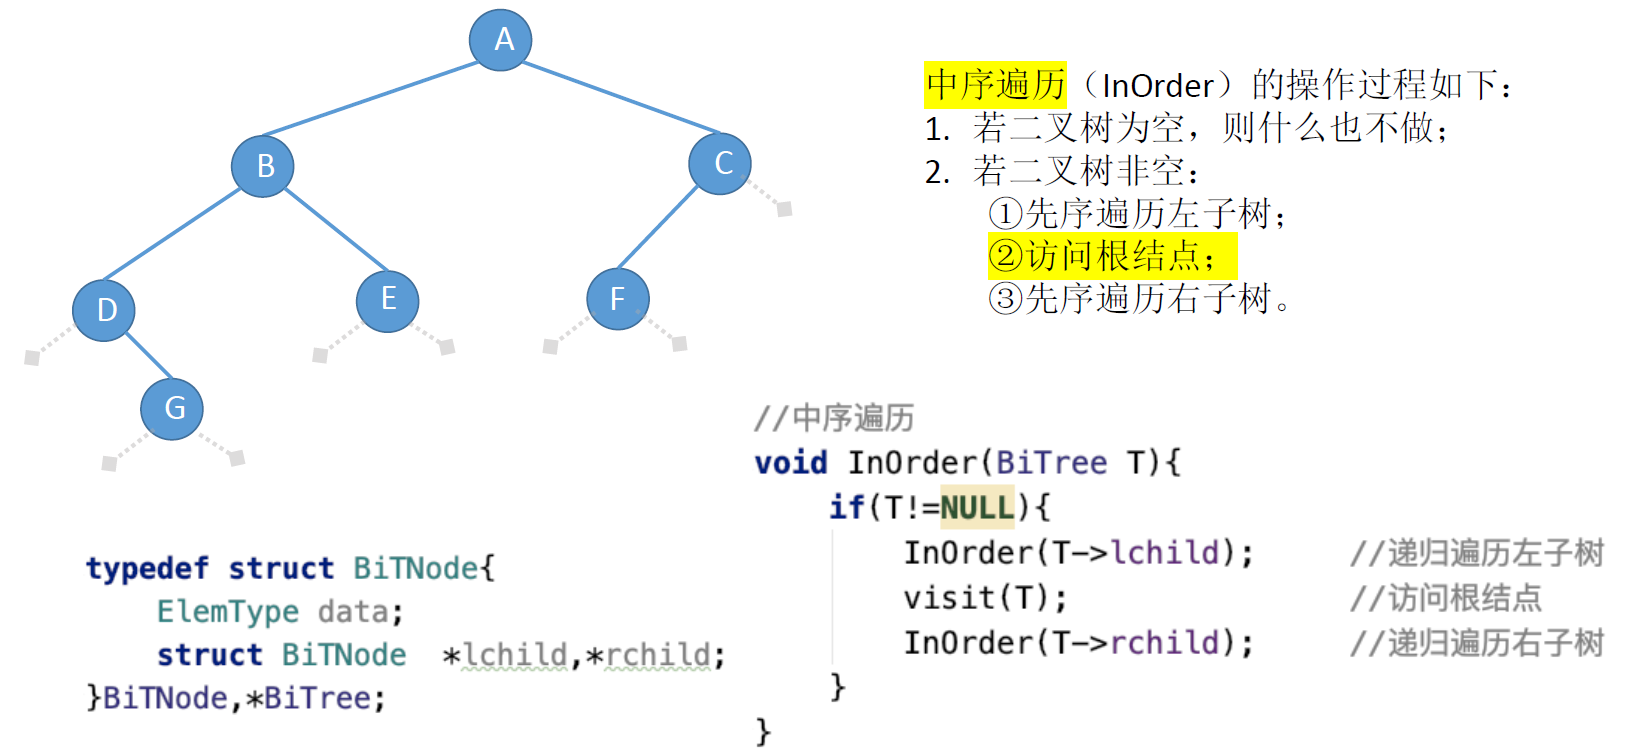 A
B
C
D
E
F
G
中序遍历（InOrder）的操作过程如下：
1. 若二叉树为空，则什么也不做；
2. 若二叉树非空：
①先序遍历左子树；
②访问根结点；
③先序遍历右子树。
//中序遍历
void InOrder(BiTree T){
if(T!=NULL){
InOrder(T->lchild); //递归遍历左子树
visit(T); //访问根结点
InOrder(T->rchild); //递归遍历右子树
}
}
typedef struct BiTNode{
ElemType data;
struct BiTNode *lchild,*rchild;
}BiTNode,*BiTree;